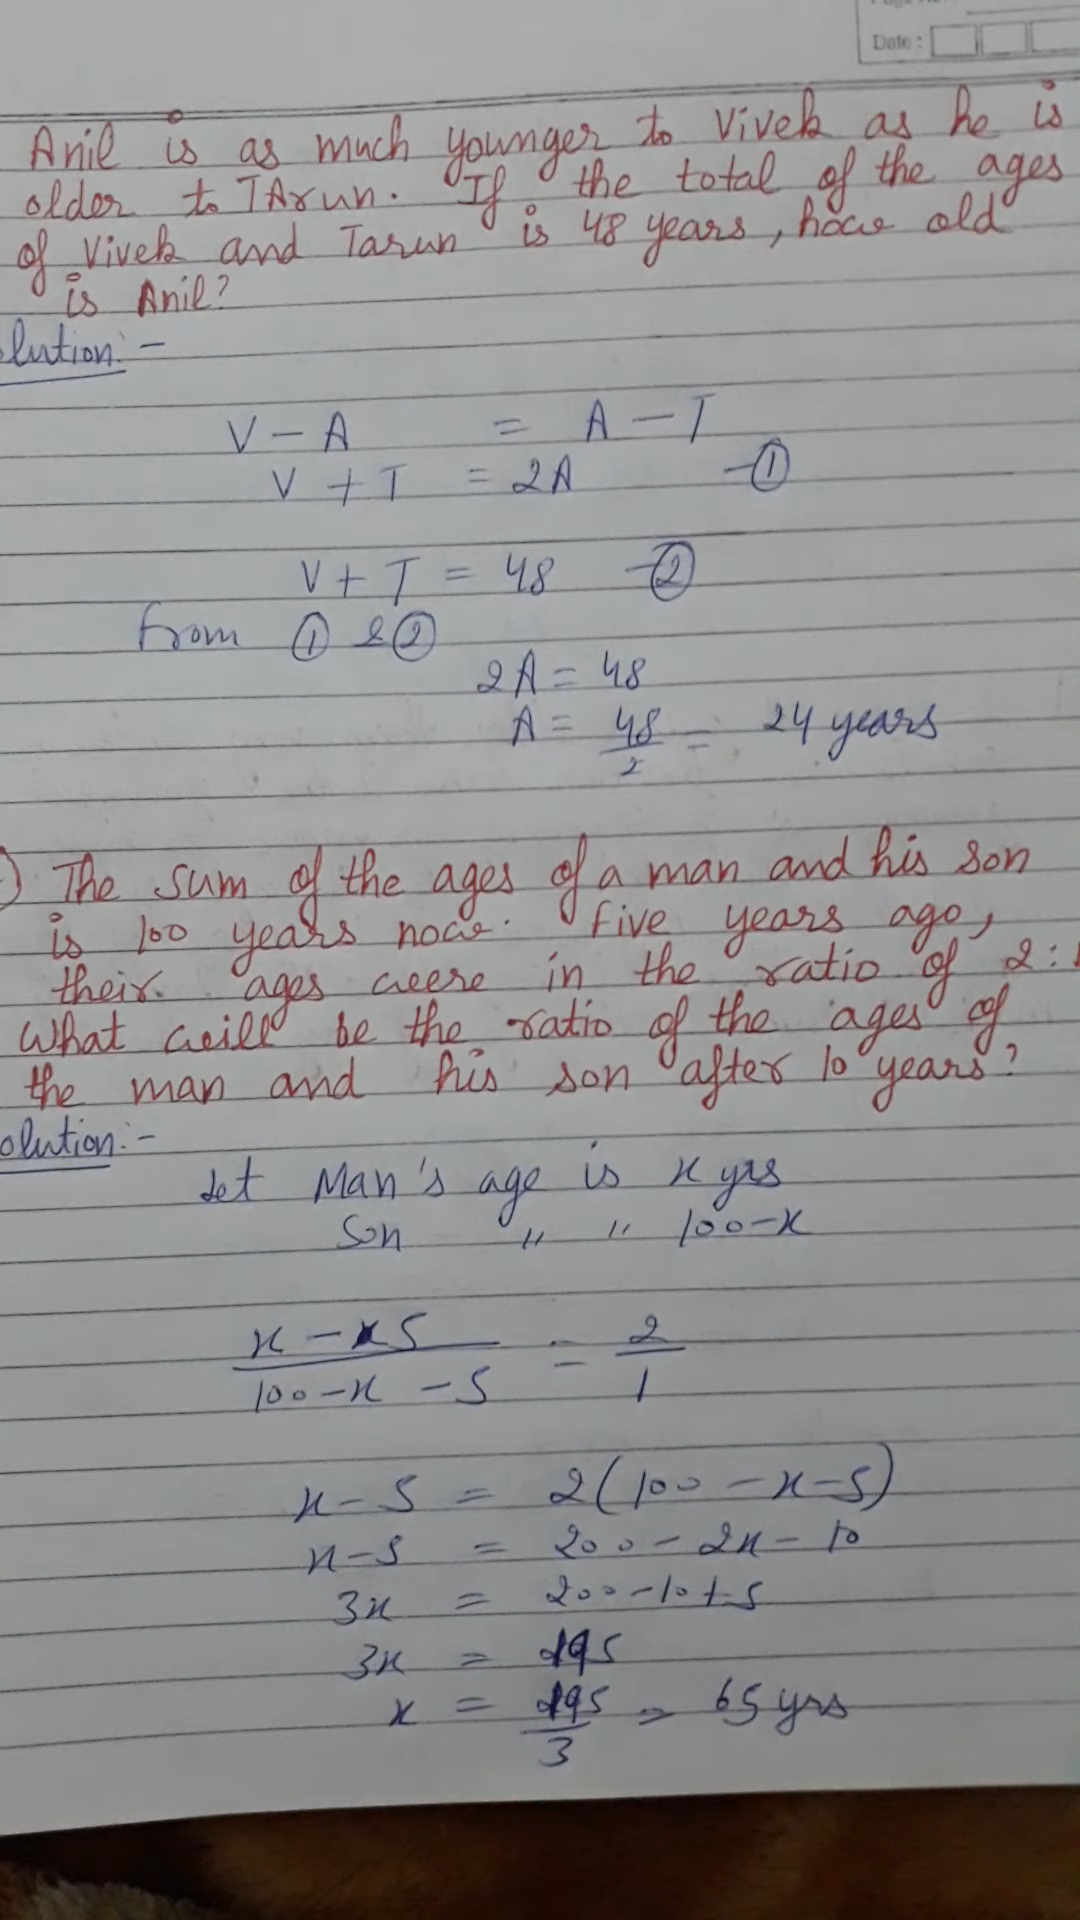 Date :
Anil is as much younger to Vivek as he is
older to TArun. If the total of the ages
of Vivek and Tarun is 48 years, how old
is Anil?
olution:-
V - A = A - T
V + T = 2A -①
V + T = 48 -②
From ① & ②
2A = 48
A = 48/2 = 24 years
) The sum of the ages of a man and his son
is 100 years now. Five years ago,
their ages were in the ratio of 2:1
What will be the ratio of the ages of
the man and his son after 10 years?
olution:-
Let Man's age is x yrs
Son " " 100-x
x - 5 / 100 - x - 5 = 2/1
x - 5 = 2(100 - x - 5)
x - 5 = 200 - 2x - 10
3x = 200 - 10 + 5
3x = 195
x = 195/3 = 65 yrs